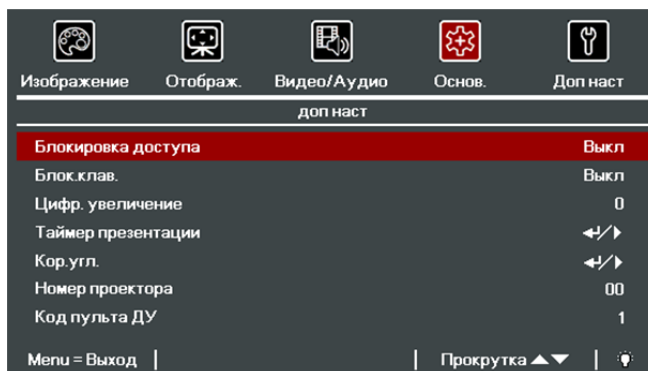 Изображение Отображ. Видео/Аудио Основ. Доп наст
доп наст
Блокировка доступа Выкл
Блок.клав. Выкл
Цифр. увеличение 0
Таймер презентации
Кор.угл.
Номер проектора 00
Код пульта ДУ 1
Menu = Выход Прокрутка ▲▼